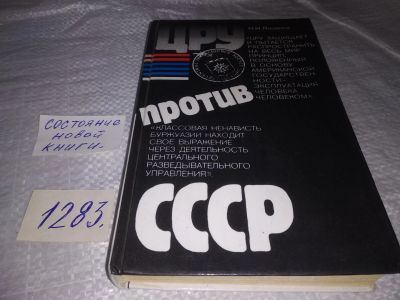 Н.Н.Яковлев
ЦРУ
«ЦРУ ЗАЩИЩАЕТ
И ПЫТАЕТСЯ
РАСПРОСТРАНИТЬ
НА ВЕСЬ МИР
ПРИНЦИП,
ПОЛОЖЕННЫЙ
В ОСНОВУ
АМЕРИКАНСКОЙ
ГОСУДАРСТВЕН-
НОСТИ—
ЭКСПЛУАТАЦИЯ
ЧЕЛОВЕКА
ЧЕЛОВЕКОМ».
против
«КЛАССОВАЯ НЕНАВИСТЬ
БУРЖУАЗИИ НАХОДИТ
СВОЕ ВЫРАЖЕНИЕ
ЧЕРЕЗ ДЕЯТЕЛЬНОСТЬ
ЦЕНТРАЛЬНОГО
РАЗВЕДЫВАТЕЛЬНОГО
УПРАВЛЕНИЯ».
СССР
СОСТОЯНИЕ
НОВОЙ
КНИГИ.
1283.